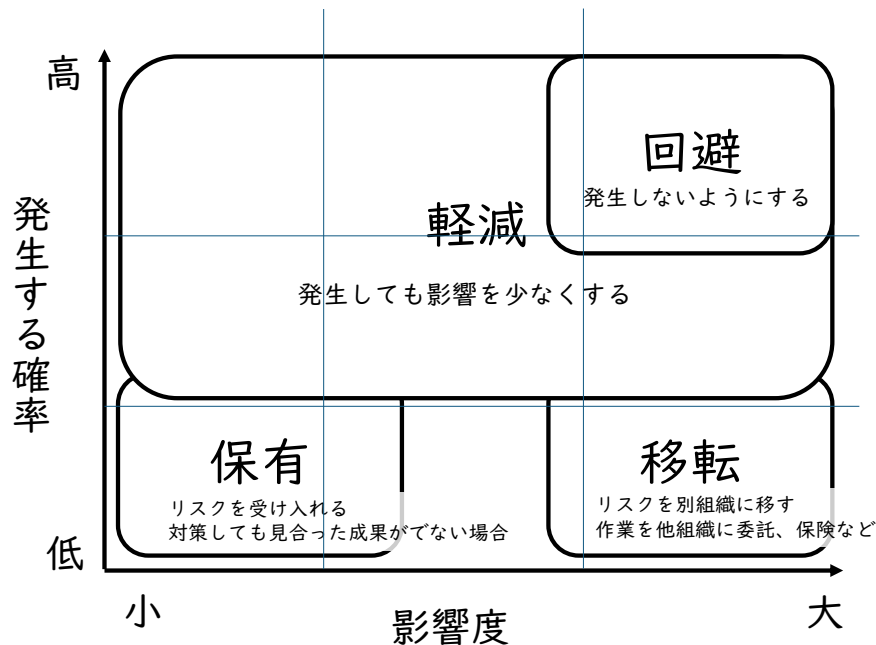 高
発生する確率
回避
発生しないようにする
軽減
発生しても影響を少なくする
保有
リスクを受け入れる
対策しても見合った成果がでない場合
移転
リスクを別組織に移す
作業を他組織に委託、保険など
低
小
影響度
大